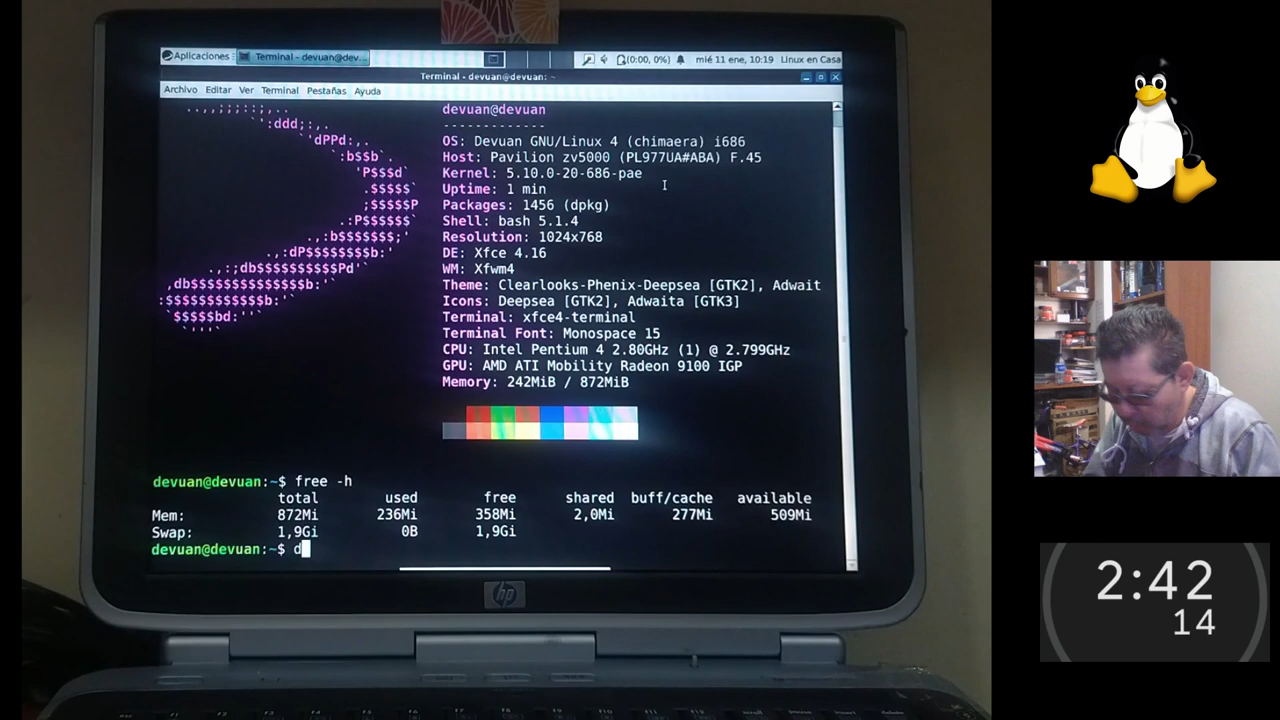 Aplicaciones
Terminal - devuan@dev...
(0:00, 0%)
mié 11 ene, 10:19
Linux en Casa
Terminal - devuan@devuan: ~
Archivo Editar Ver Terminal Pestañas Ayuda
devuan@devuan
-------------
OS: Devuan GNU/Linux 4 (chimaera) i686
Host: Pavilion zv5000 (PL977UA#ABA) F.45
Kernel: 5.10.0-20-686-pae
Uptime: 1 min
Packages: 1456 (dpkg)
Shell: bash 5.1.4
Resolution: 1024x768
DE: Xfce 4.16
WM: Xfwm4
Theme: Clearlooks-Phenix-Deepsea [GTK2], Adwait
Icons: Deepsea [GTK2], Adwaita [GTK3]
Terminal: xfce4-terminal
Terminal Font: Monospace 15
CPU: Intel Pentium 4 2.80GHz (1) @ 2.799GHz
GPU: AMD ATI Mobility Radeon 9100 IGP
Memory: 242MiB / 872MiB
devuan@devuan:~$ free -h
total used free shared buff/cache available
Mem: 872Mi 236Mi 358Mi 2,0Mi 277Mi 509Mi
Swap: 1,9Gi 0B 1,9Gi
devuan@devuan:~$ d
hp
2:42
14